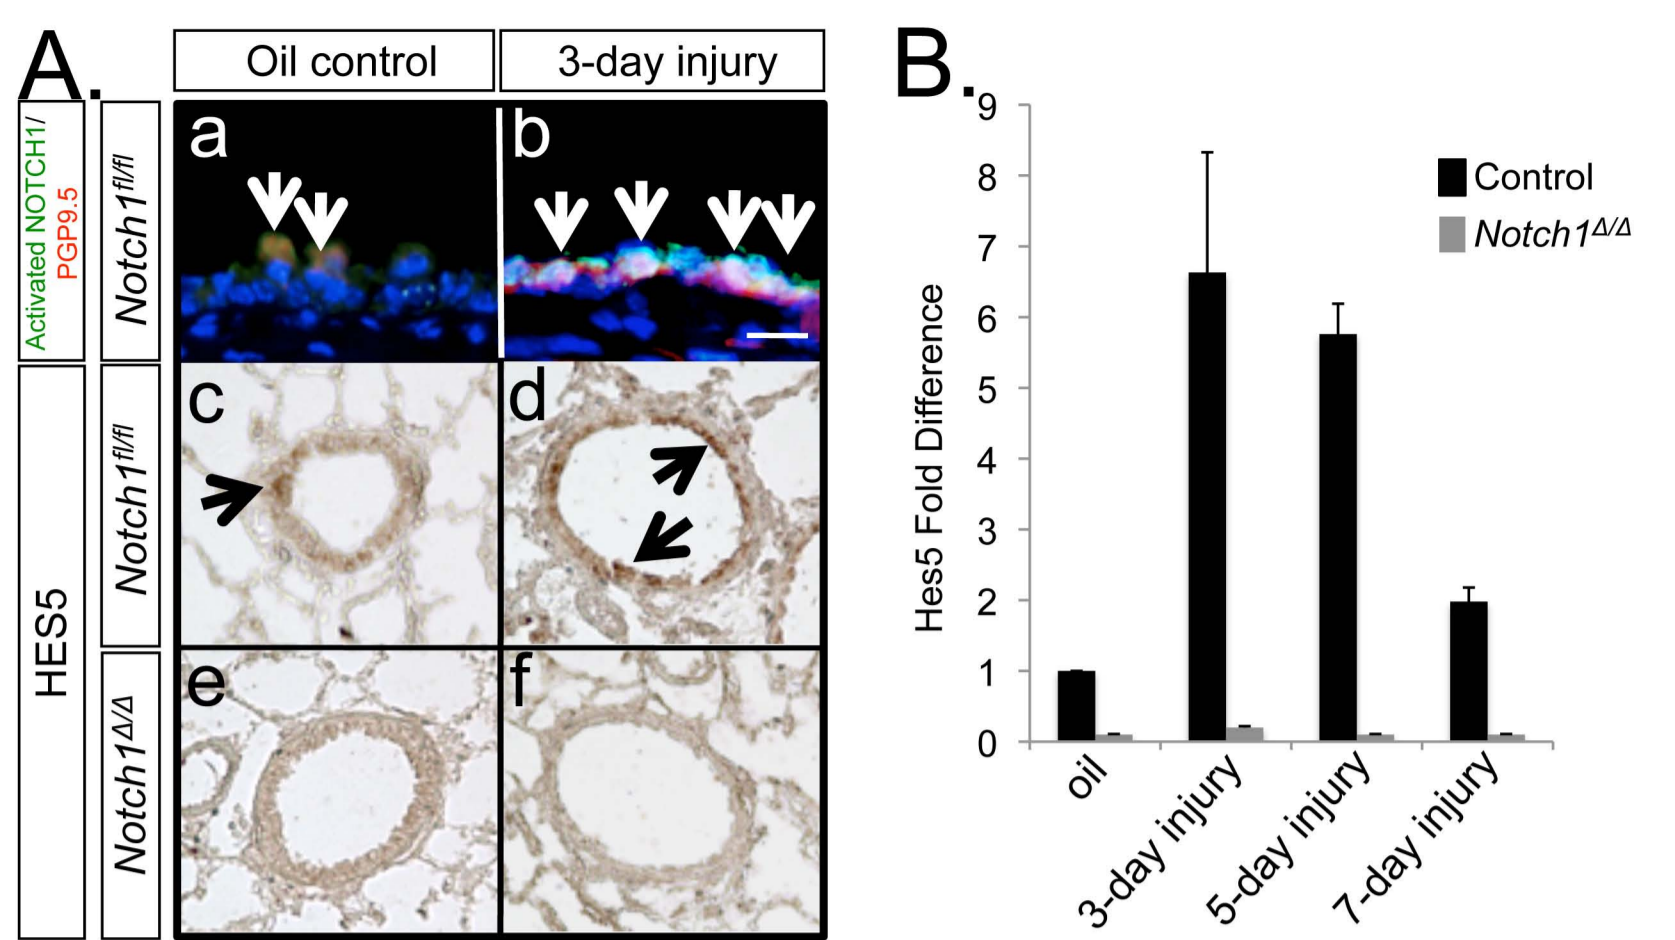 A.
Oil control
3-day injury
Activated NOTCH1/
PGP9.5
Notch1fl/fl
a
b
HES5
Notch1fl/fl
c
d
Notch1Δ/Δ
e
f
B.
Hes5 Fold Difference
9
8
7
6
5
4
3
2
1
0
Control
Notch1Δ/Δ
oil
3-day injury
5-day injury
7-day injury